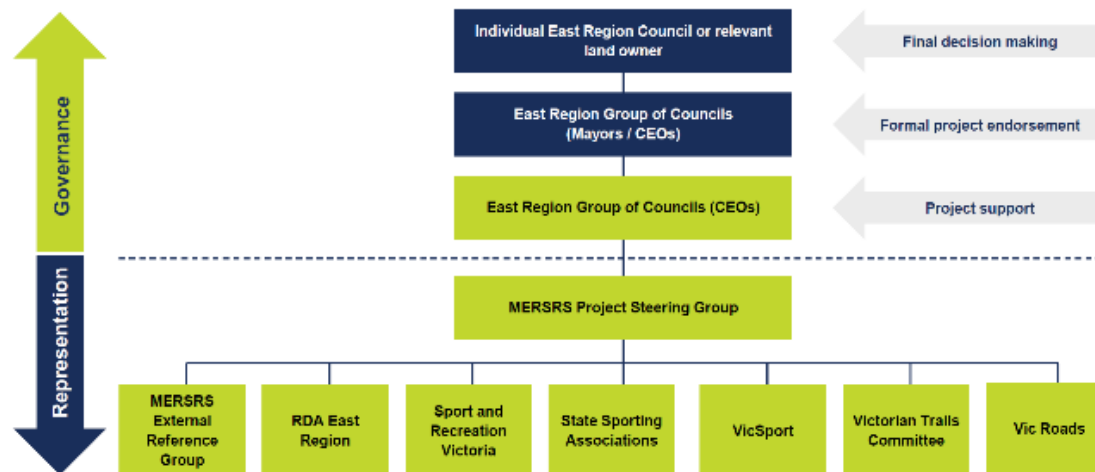 Individual East Region Council or relevant
land owner
Final decision making
East Region Group of Councils
(Mayors / CEOs)
Formal project endorsement
East Region Group of Councils (CEOs)
Project support
Governance
MERSRS Project Steering Group
Representation
MERSRS
External
Reference
Group
RDA East
Region
Sport and
Recreation
Victoria
State Sporting
Associations
VicSport
Victorian Trails
Committee
Vic Roads